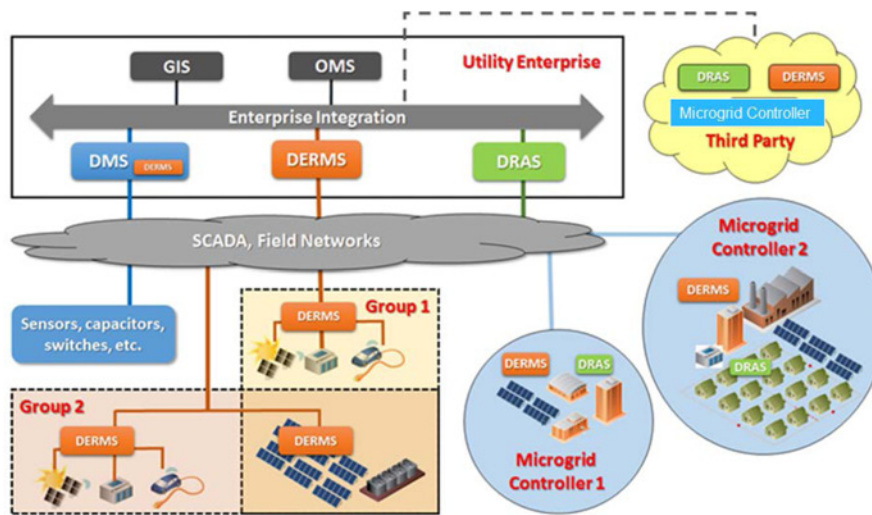 GIS
OMS
Utility Enterprise
Enterprise Integration
DMS
DERMS
DERMS
DRAS
DRAS
DERMS
Microgrid Controller
Third Party
SCADA, Field Networks
Sensors, capacitors,
switches, etc.
Group 1
DERMS
Group 2
DERMS
DERMS
DERMS
DRAS
Microgrid
Controller 1
Microgrid
Controller 2
DERMS
DRAS